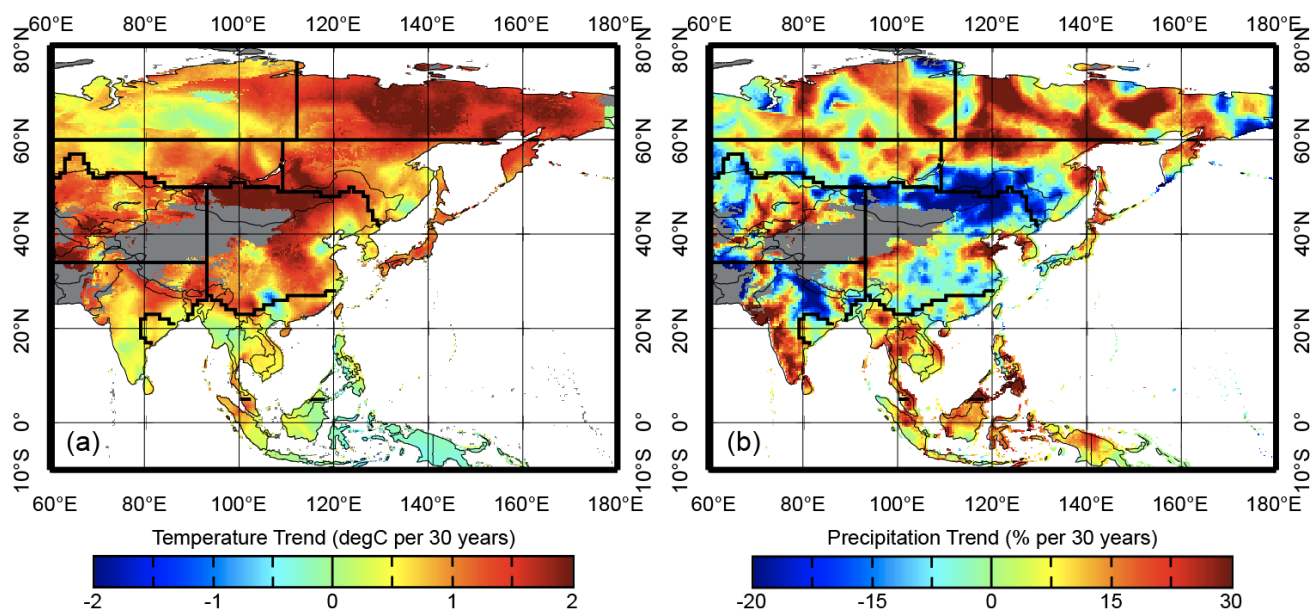 60°E 80°E 100°E 120°E 140°E 160°E 180°E
80°N 80°N
60°N 60°N
40°N 40°N
20°N 20°N
0° 0°
10°S 10°S
(a)
60°E 80°E 100°E 120°E 140°E 160°E 180°E
Temperature Trend (degC per 30 years)
-2 -1 0 1 2
60°E 80°E 100°E 120°E 140°E 160°E 180°E
80°N 80°N
60°N 60°N
40°N 40°N
20°N 20°N
0° 0°
10°S 10°S
(b)
60°E 80°E 100°E 120°E 140°E 160°E 180°E
Precipitation Trend (% per 30 years)
-20 -15 0 15 30